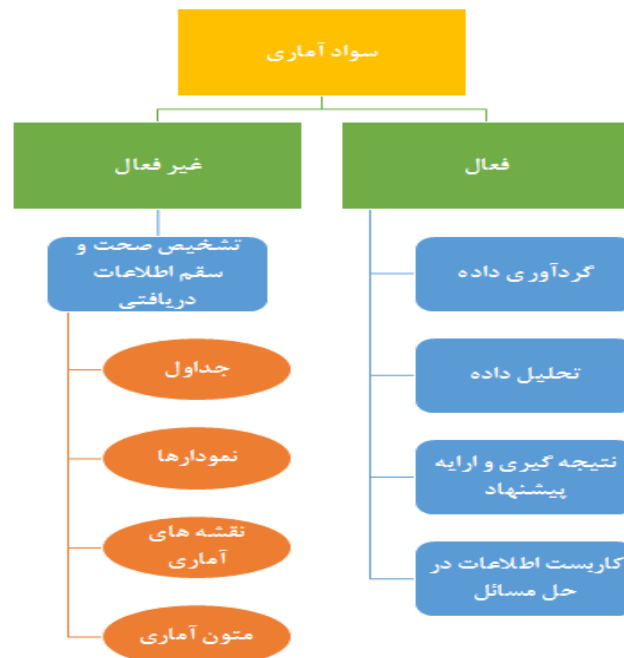 سواد آماری
فعال
غیر فعال
گردآوری داده
تحلیل داده
نتیجه گیری و ارایه
پیشنهاد
کاربست اطلاعات در
حل مسائل
تشخیص صحت و
سقم اطلاعات
دریافتی
جداول
نمودارها
نقشه های
آماری
متون آماری